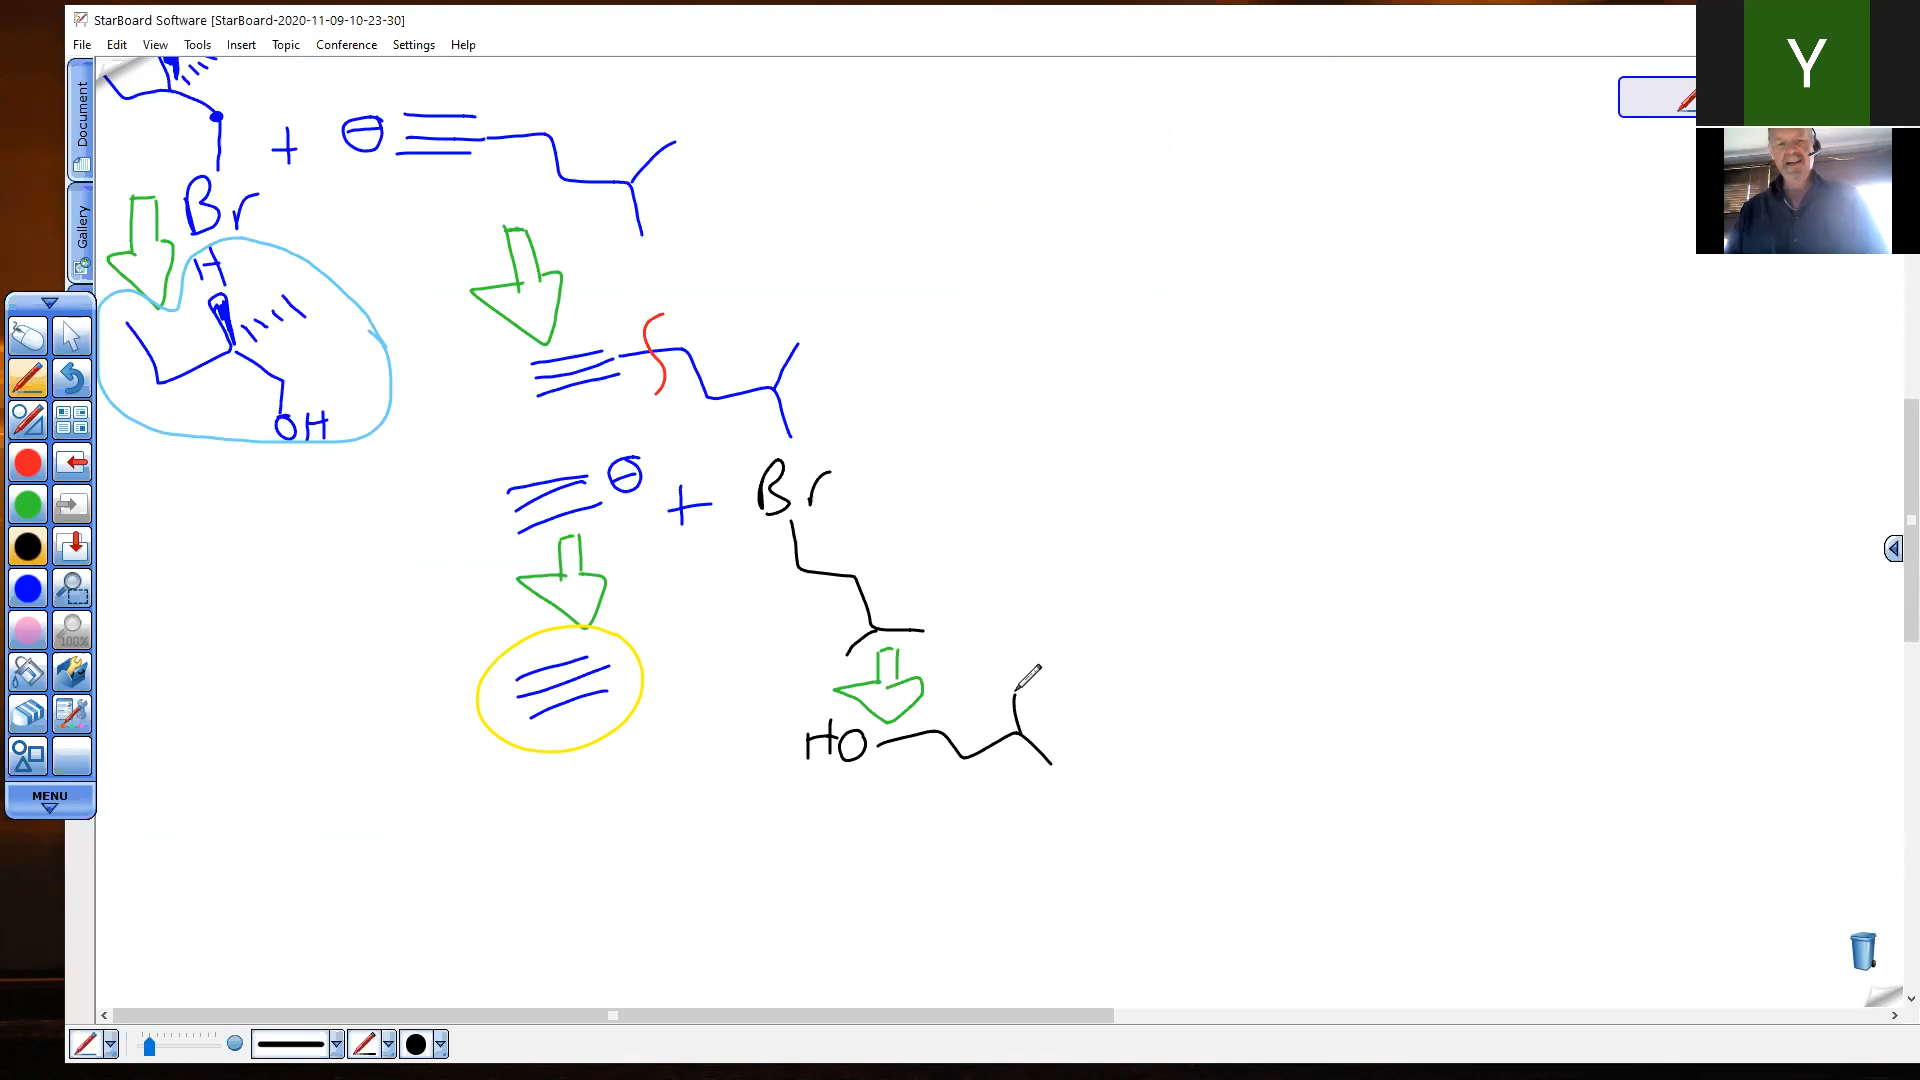 StarBoard Software [StarBoard-2020-11-09-10-23-30]
File Edit View Tools Insert Topic Conference Settings Help
Y
Document
Gallery
+ ⊖
Br
H
OH
⊖ + Br
HO
100%
MENU